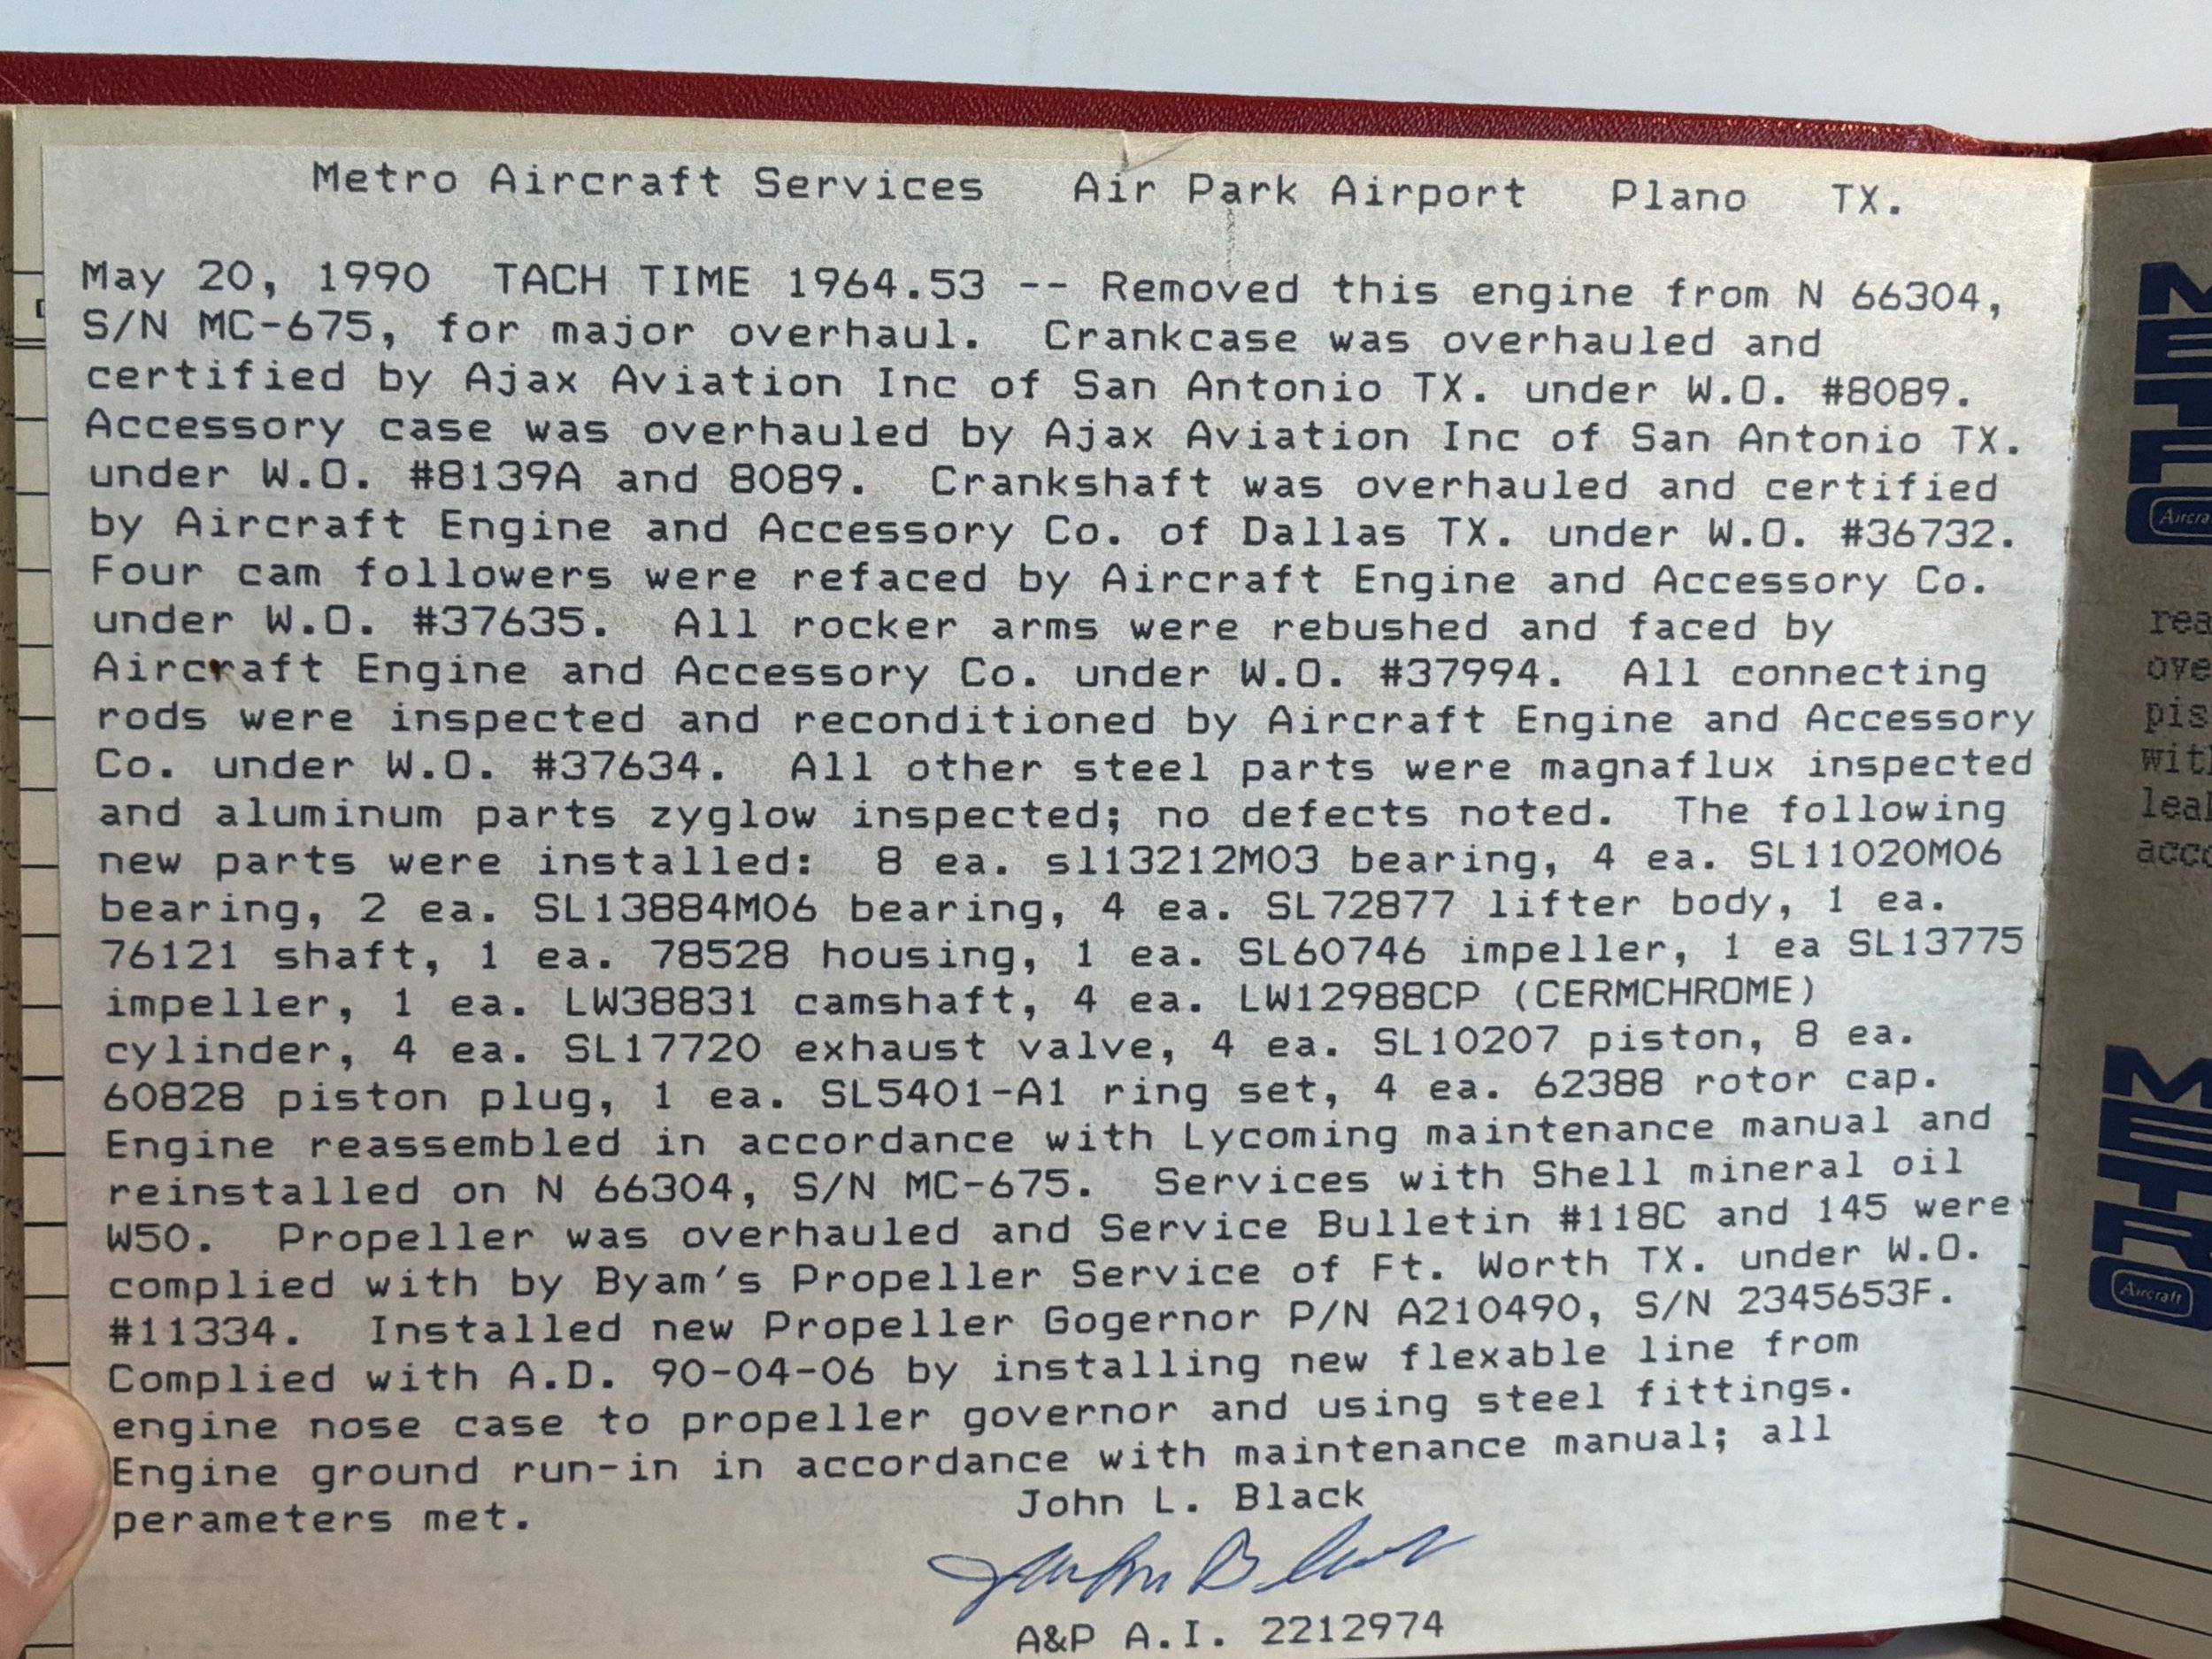 Metro Aircraft Services   Air Park Airport   Plano   TX.
May 20, 1990  TACH TIME 1964.53 -- Removed this engine from N 66304,
S/N MC-675, for major overhaul.  Crankcase was overhauled and
certified by Ajax Aviation Inc of San Antonio TX. under W.O. #8089.
Accessory case was overhauled by Ajax Aviation Inc of San Antonio TX.
under W.O. #8139A and 8089.  Crankshaft was overhauled and certified
by Aircraft Engine and Accessory Co. of Dallas TX. under W.O. #36732.
Four cam followers were refaced by Aircraft Engine and Accessory Co.
under W.O. #37635.  All rocker arms were rebushed and faced by
Aircraft Engine and Accessory Co. under W.O. #37994.  All connecting
rods were inspected and reconditioned by Aircraft Engine and Accessory
Co. under W.O. #37634.  All other steel parts were magnaflux inspected
and aluminum parts zyglow inspected; no defects noted.  The following
new parts were installed:  8 ea. sl13212M03 bearing, 4 ea. SL11020M06
bearing, 2 ea. SL13884M06 bearing, 4 ea. SL72877 lifter body, 1 ea.
76121 shaft, 1 ea. 78528 housing, 1 ea. SL60746 impeller, 1 ea SL13775
impeller, 1 ea. LW38831 camshaft, 4 ea. LW12988CP (CERMCHROME)
cylinder, 4 ea. SL17720 exhaust valve, 4 ea. SL10207 piston, 8 ea.
60828 piston plug, 1 ea. SL5401-A1 ring set, 4 ea. 62388 rotor cap.
Engine reassembled in accordance with Lycoming maintenance manual and
reinstalled on N 66304, S/N MC-675.  Services with Shell mineral oil
W50.  Propeller was overhauled and Service Bulletin #118C and 145 were
complied with by Byam's Propeller Service of Ft. Worth TX. under W.O.
#11334.  Installed new Propeller Gogernor P/N A210490, S/N 2345653F.
Complied with A.D. 90-04-06 by installing new flexable line from
engine nose case to propeller governor and using steel fittings.
Engine ground run-in in accordance with maintenance manual; all
perameters met.
John L. Black
John Black
A&P A.I. 2212974
METRO
Aircra
rea
ove
pis
with
leak
acco
METRO
Aircraft